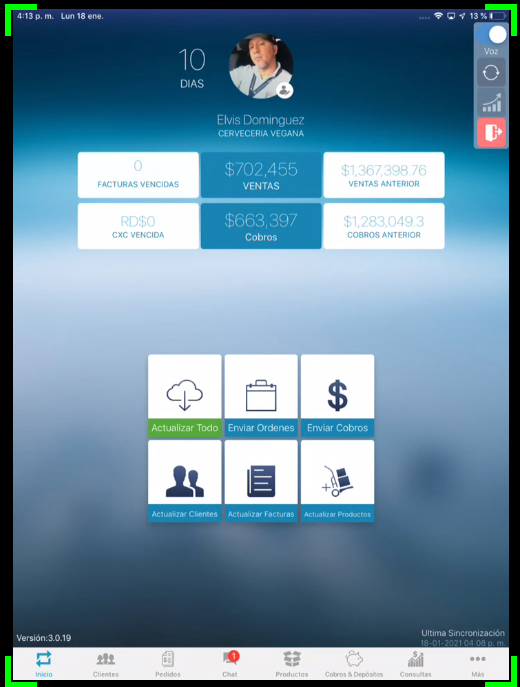 4:13 p. m. Lun 18 ene.
13 %
Voz
10
DIAS
Elvis Dominguez
CERVECERIA VEGANA
0
FACTURAS VENCIDAS
$702,455
VENTAS
$1,367,398.76
VENTAS ANTERIOR
RD$0
CXC VENCIDA
$663,397
Cobros
$1,283,049.3
COBROS ANTERIOR
Actualizar Todo
Enviar Ordenes
Enviar Cobros
Actualizar Clientes
Actualizar Facturas
Actualizar Productos
Versión:3.0.19
Ultima Sincronización
18-01-2021 04:08 p. m.
1
Inicio
Clientes
Pedidos
Chat
Productos
Cobros & Depósitos
Consultas
Más